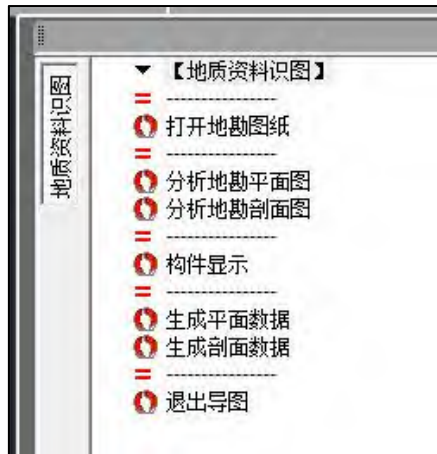 地质资料识图
【地质资料识图】
= ----------------
打开地勘图纸
= ----------------
分析地勘平面图
分析地勘剖面图
= ----------------
构件显示
= ----------------
生成平面数据
生成剖面数据
= ----------------
退出导图